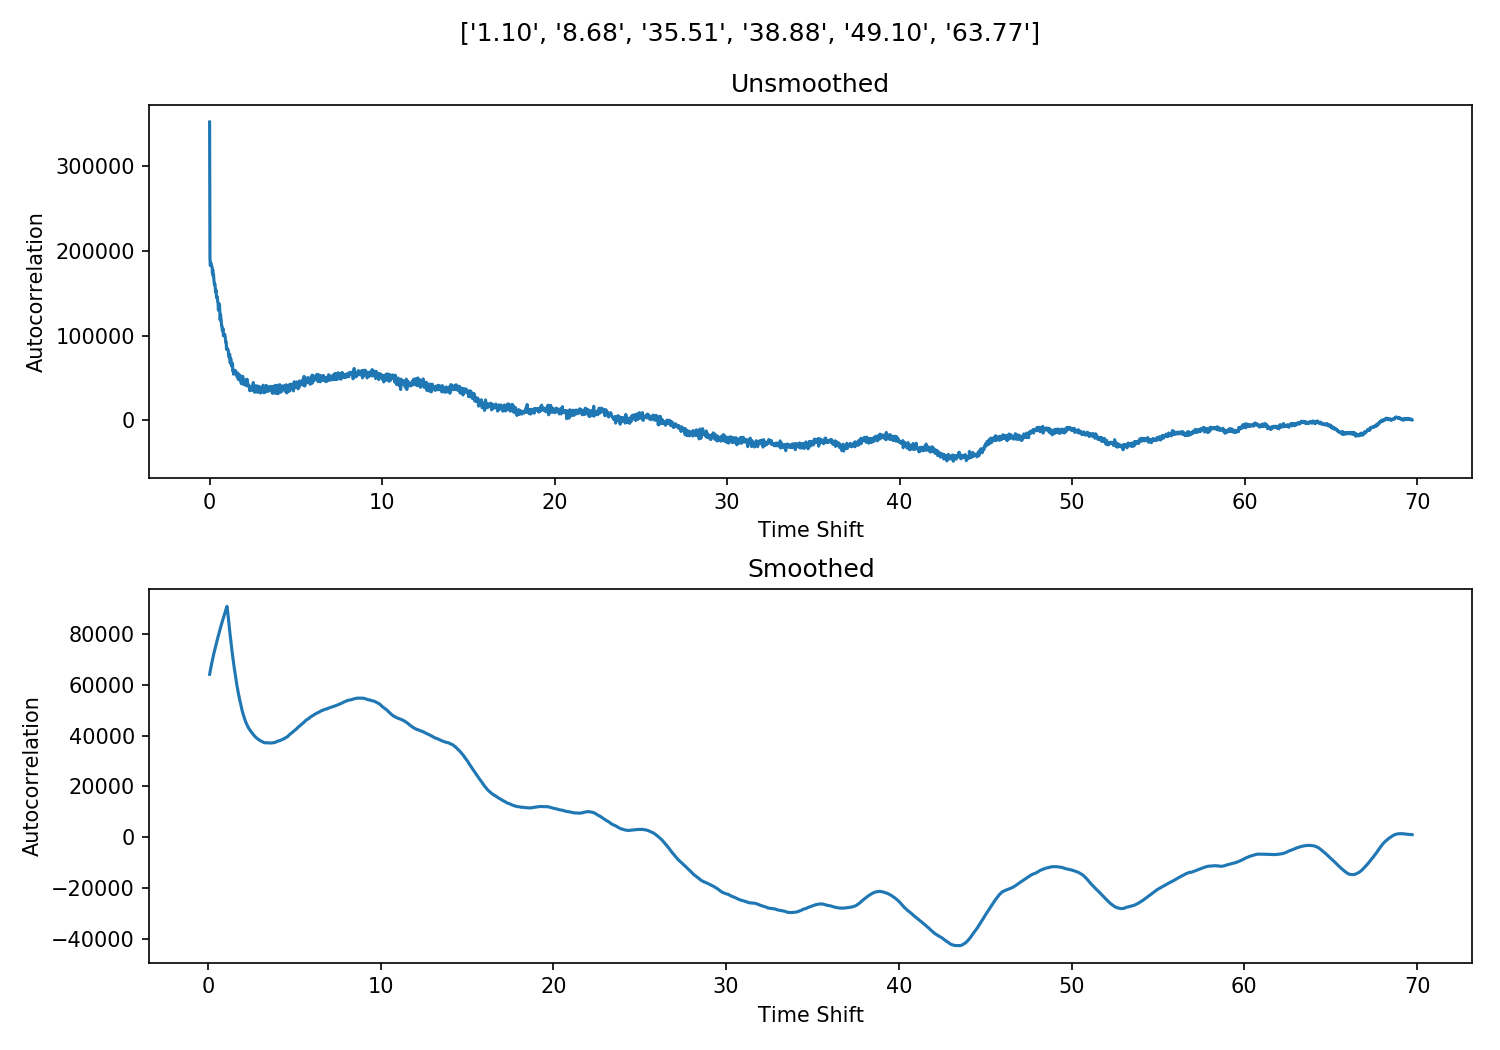 ['1.10', '8.68', '35.51', '38.88', '49.10', '63.77']
Unsmoothed
300000
200000
100000
0
Autocorrelation
0 10 20 30 40 50 60 70
Time Shift
Smoothed
80000
60000
40000
20000
0
−20000
−40000
Autocorrelation
0 10 20 30 40 50 60 70
Time Shift